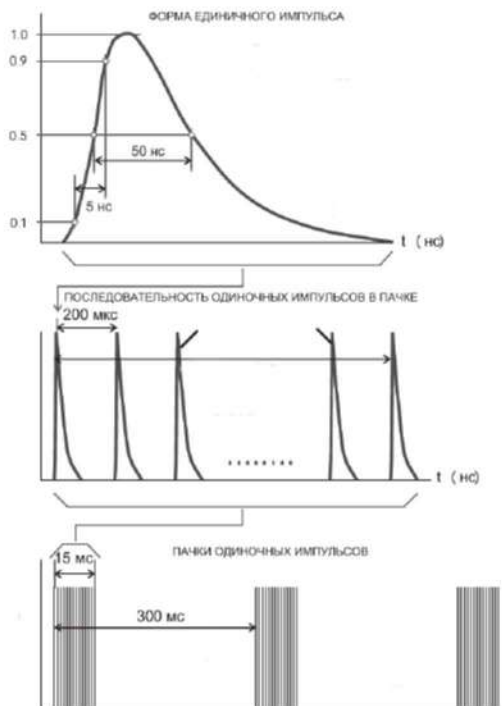 ФОРМА ЕДИНИЧНОГО ИМПУЛЬСА
1.0
0.9
0.5
50 нс
5 нс
0.1
t ( нс)
ПОСЛЕДОВАТЕЛЬНОСТЬ ОДИНОЧНЫХ ИМПУЛЬСОВ В ПАЧКЕ
200 мкс
t ( нс)
ПАЧКИ ОДИНОЧНЫХ ИМПУЛЬСОВ
15 мс
300 мс